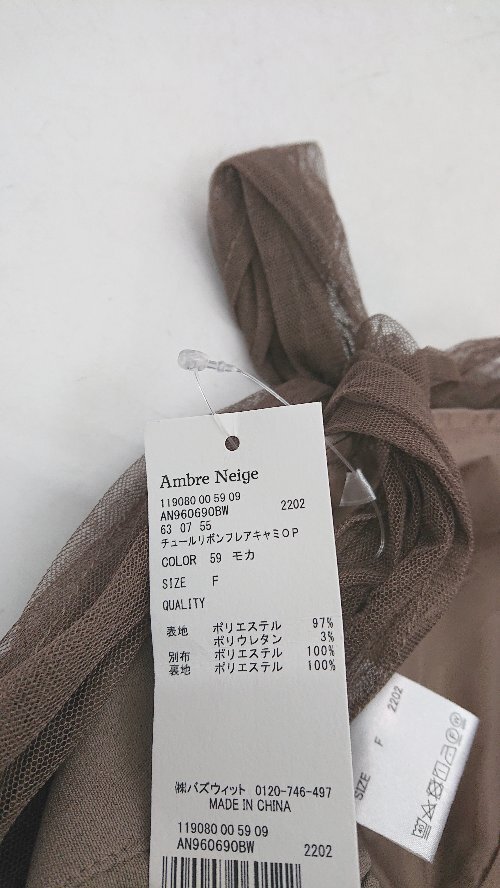 Ambre Neige
119080 00 59 09
AN960690BW 2202
63 07 55
チュールリボンフレアキャミOP
COLOR 59 モカ
SIZE F
QUALITY
表地 ポリエステル 97%
ポリウレタン 3%
別布 ポリエステル 100%
裏地 ポリエステル 100%
㈱バズウィット 0120-746-497
MADE IN CHINA
119080 00 59 09
AN960690BW 2202
SIZE F 2202